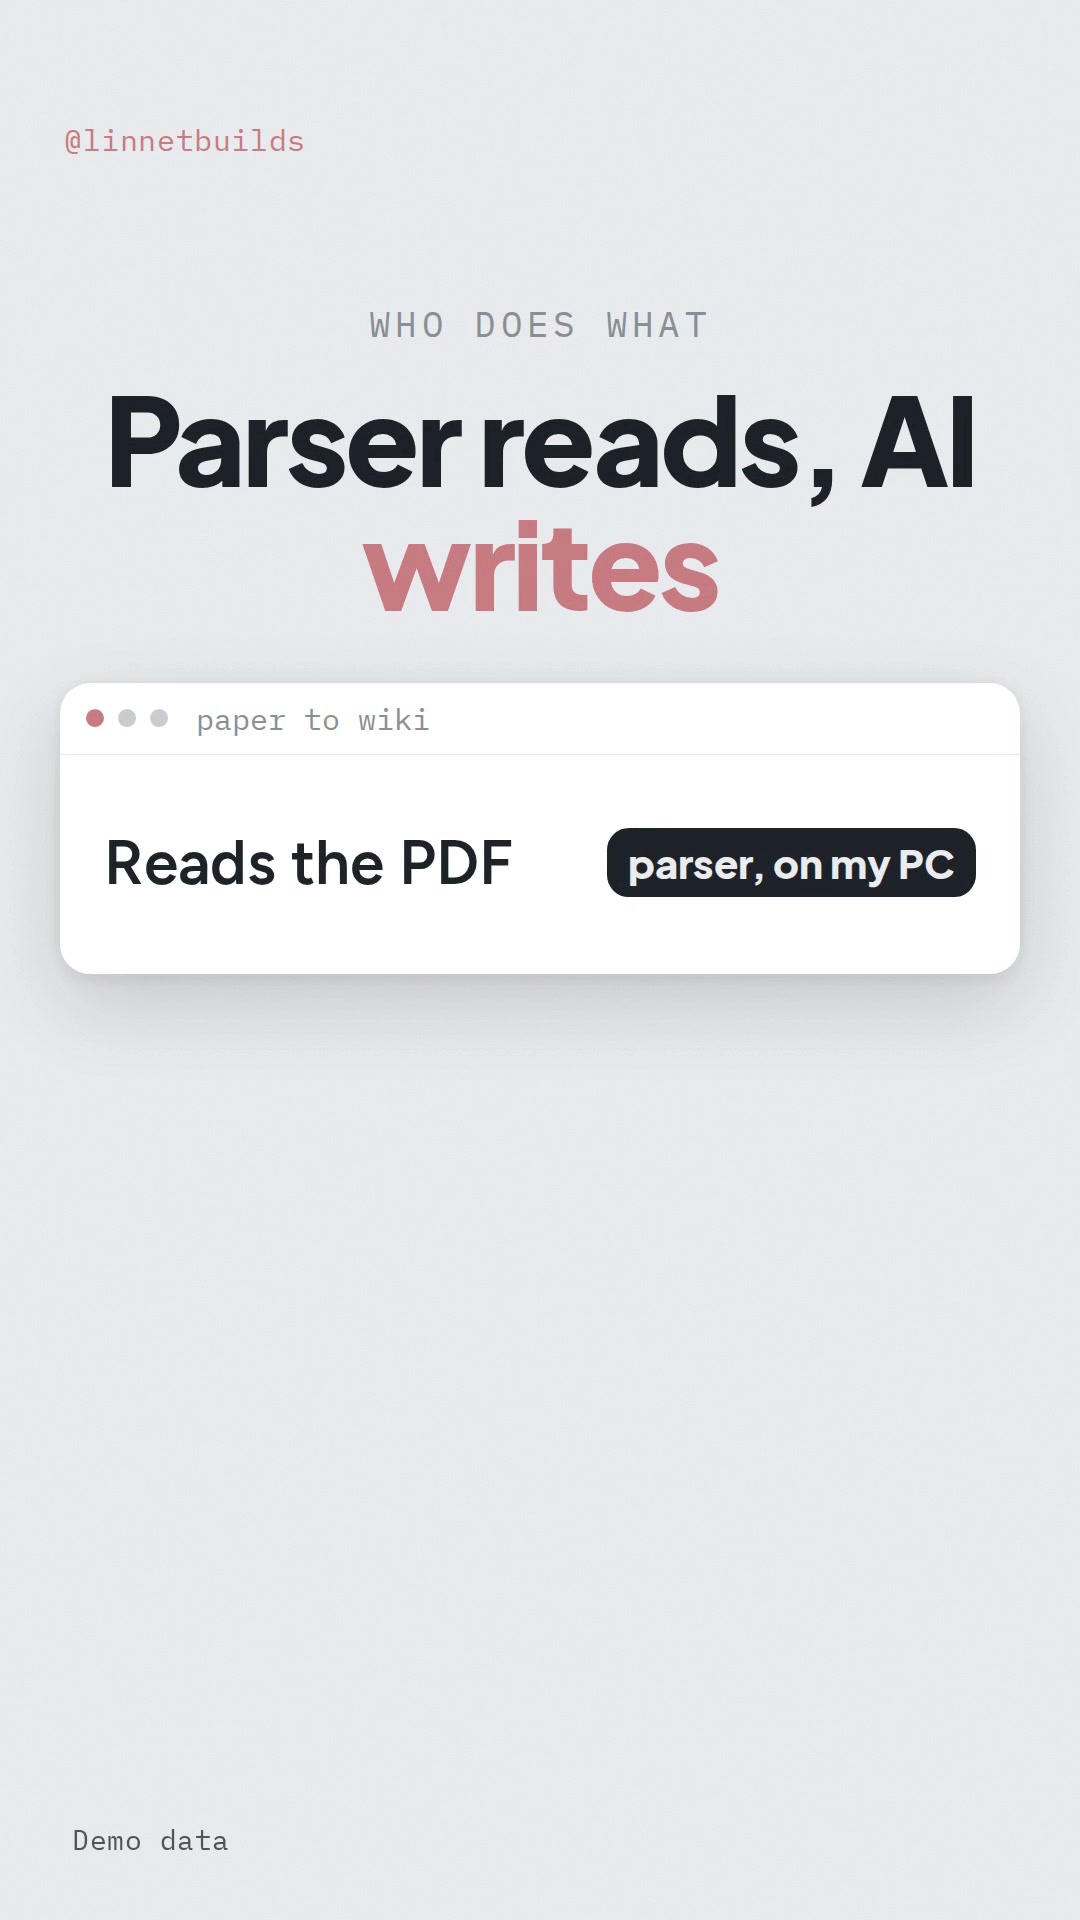 @linnetbuilds
WHO DOES WHAT
Parser reads, AI
writes
paper to wiki
Reads the PDF
parser, on my PC
Demo data